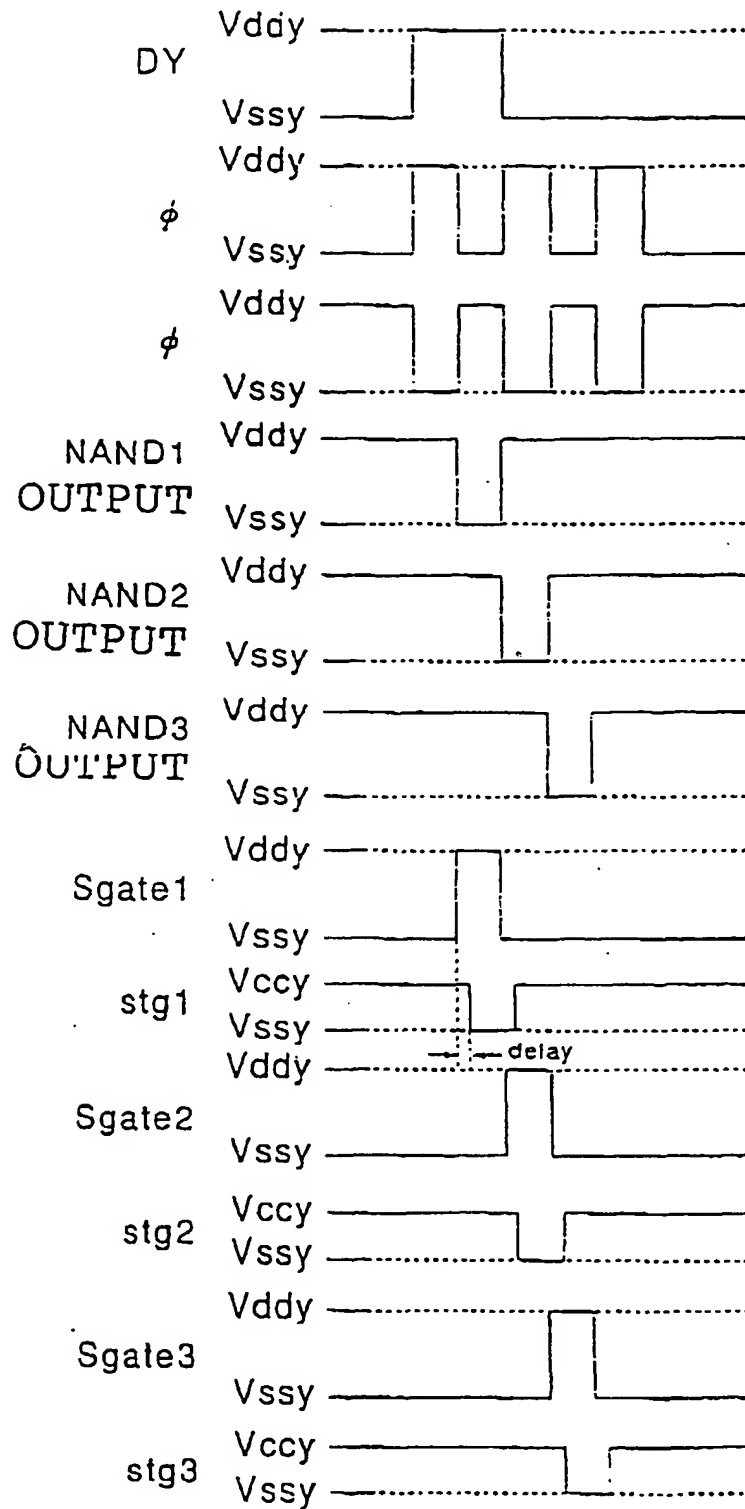 Vddy
DY
Vssy
Vddy
φ
Vssy
Vddy
φ
Vssy
Vddy
NAND1
OUTPUT
Vssy
Vddy
NAND2
OUTPUT
Vssy
Vddy
NAND3
OUTPUT
Vssy
Vddy
Sgate1
Vssy
Vccy
stg1
Vssy
delay
Vddy
Sgate2
Vssy
Vccy
stg2
Vssy
Vddy
Sgate3
Vssy
Vccy
stg3
Vssy